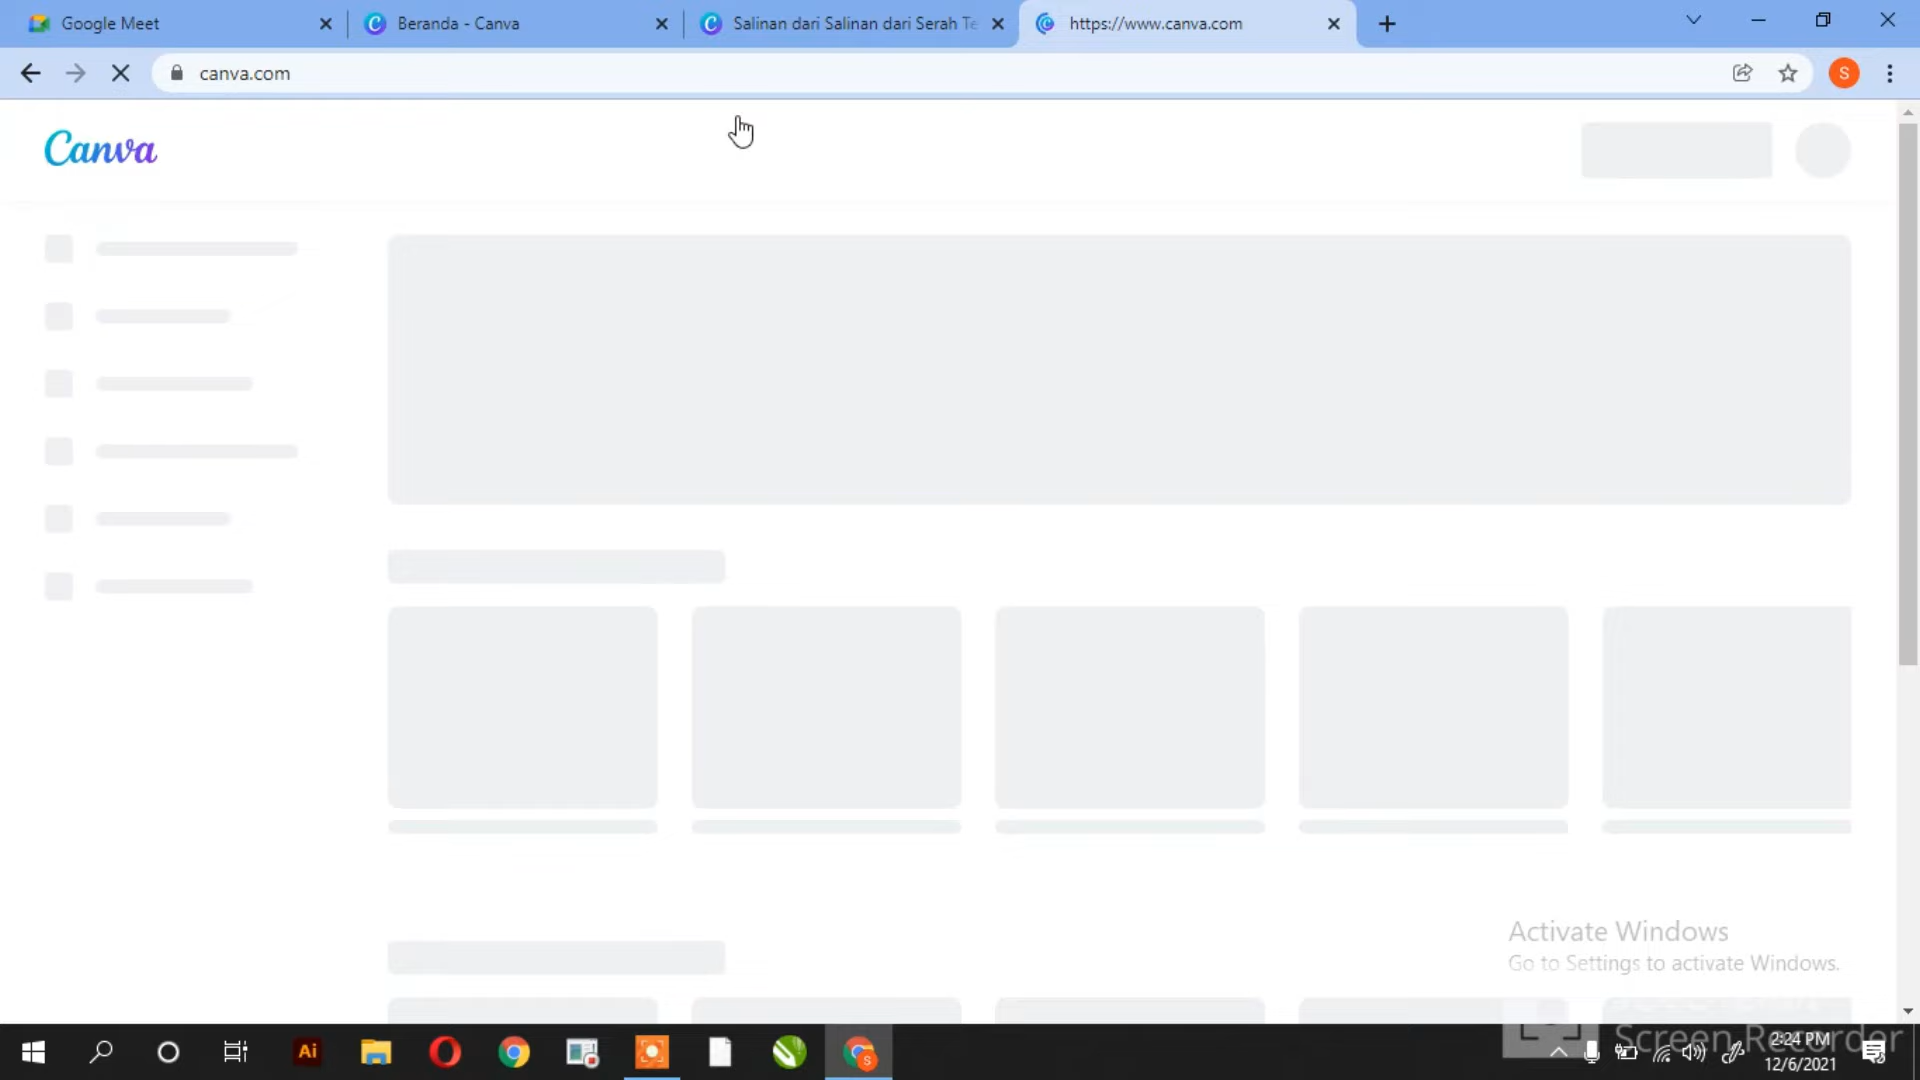 Google Meet
Beranda - Canva
Salinan dari Salinan dari Serah Te
https://www.canva.com
canva.com
S
Canva
Activate Windows
Go to Settings to activate Windows.
Screen Recorder
Ai
S
2:24 PM
12/6/2021